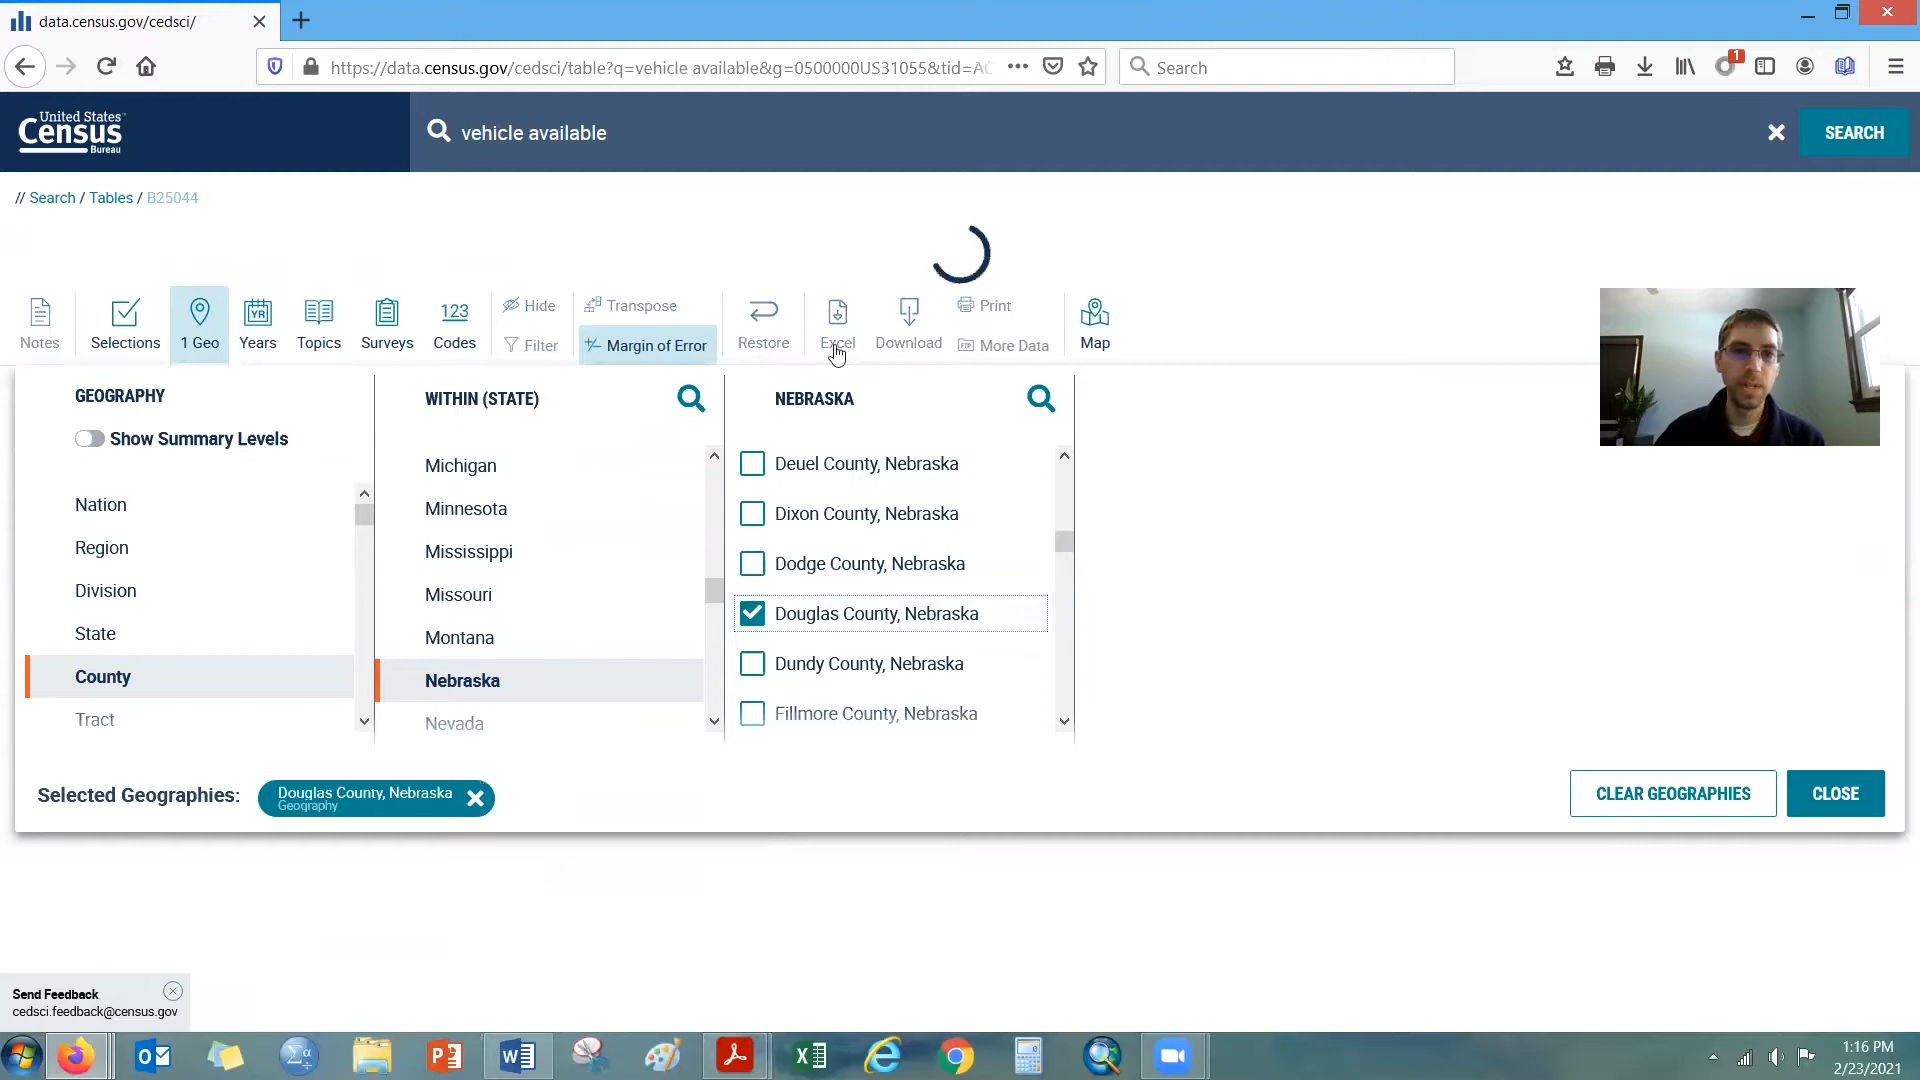 data.census.gov/cedsci/
https://data.census.gov/cedsci/table?q=vehicle available&g=0500000US31055&tid=AC
Search
1
United States
Census
Bureau
vehicle available
SEARCH
// Search / Tables / B25044
Notes
Selections
1 Geo
YR
Years
Topics
Surveys
123
Codes
Hide
Filter
Transpose
Margin of Error
Restore
Excel
Download
Print
FTP More Data
Map
GEOGRAPHY
Show Summary Levels
Nation
Region
Division
State
County
Tract
WITHIN (STATE)
Michigan
Minnesota
Mississippi
Missouri
Montana
Nebraska
Nevada
NEBRASKA
Deuel County, Nebraska
Dixon County, Nebraska
Dodge County, Nebraska
Douglas County, Nebraska
Dundy County, Nebraska
Fillmore County, Nebraska
Selected Geographies:
Douglas County, Nebraska
Geography
CLEAR GEOGRAPHIES
CLOSE
Send Feedback
cedsci.feedback@census.gov
1:16 PM
2/23/2021